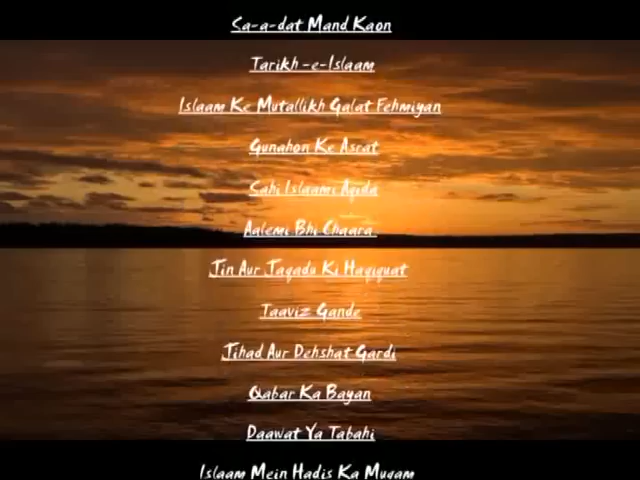 Sa-a-dat Mand Kaon
Tarikh-e-Islaam
Islaam Ke Mutallikh Galat Fehmiyan
Gunahon Ke Asrat
Sahi Islaami Aqida
Aalemi Bhi Chaara
Jin Aur Jaqadu Ki Haqiquat
Taaviz Gande
Jihad Aur Dehshat Gardi
Qabar Ka Bayan
Daawat Ya Tabahi
Islaam Mein Hadis Ka Muqam